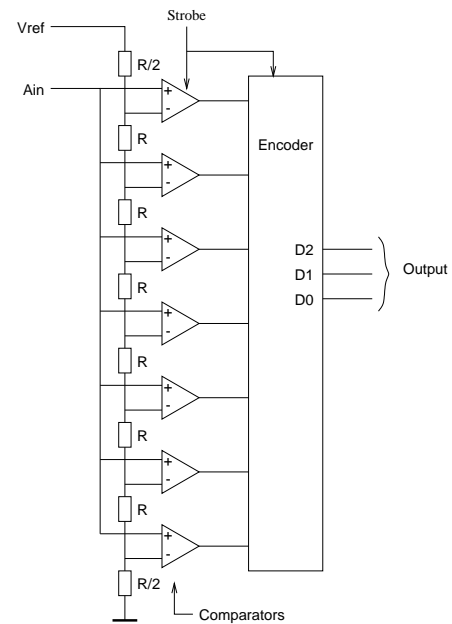 Strobe
Vref
R/2
Ain
+
-
R
Encoder
+
-
R
+
-
D2
D1
Output
R
D0
+
-
R
+
-
R
+
-
R
+
-
R/2
Comparators